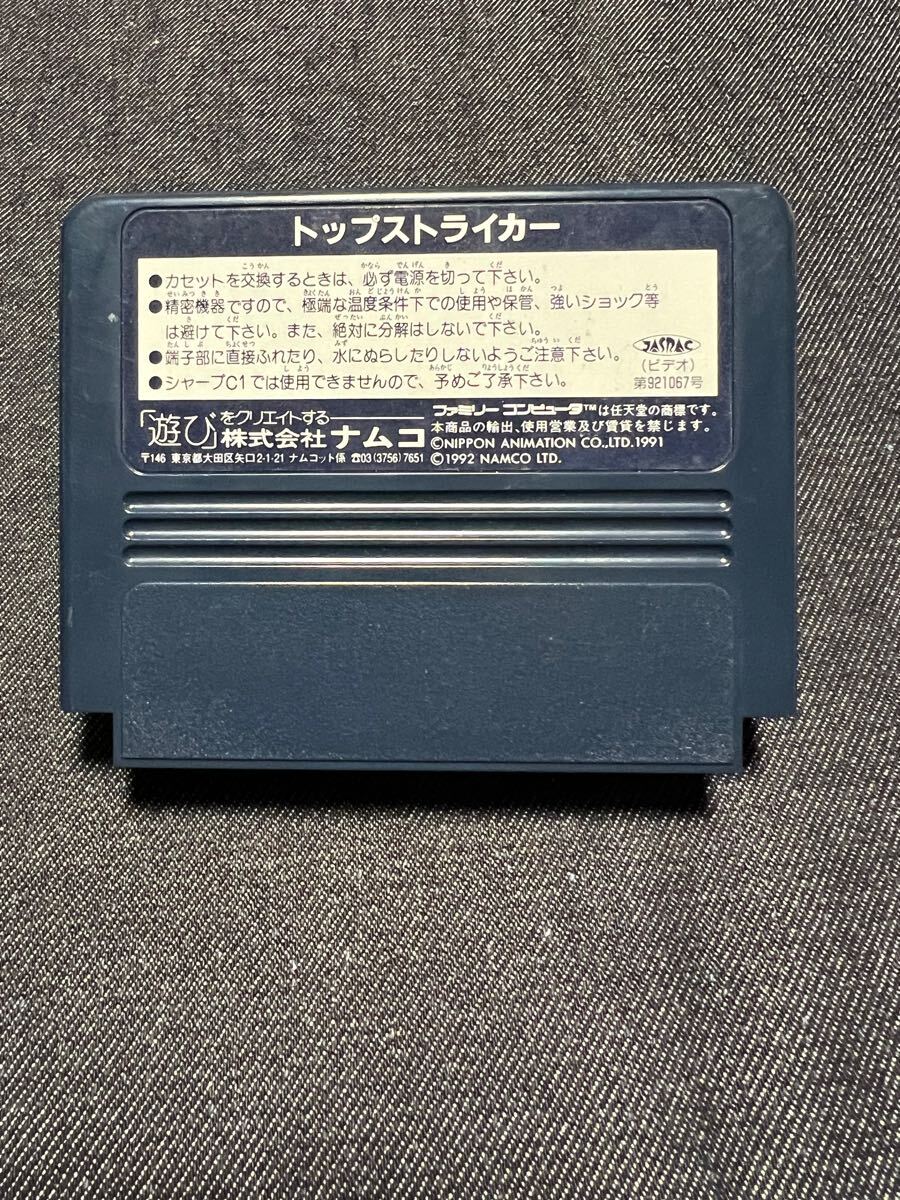 トップストライカー
●カセットを交換するときは、必ず電源を切って下さい。
●精密機器ですので、極端な温度条件下での使用や保管、強いショック等
は避けて下さい。また、絶対に分解はしないで下さい。
●端子部に直接ふれたり、水にぬらしたりしないようご注意下さい。
●シャープC1では使用できませんので、予めご了承下さい。
JASRAC
(ビデオ)
第921067号
「遊び」をクリエイトする
株式会社 ナムコ
〒146 東京都大田区矢口2-1-21 ナムコット係 ☎03(3756)7651
ファミリーコンピュータ™は任天堂の商標です。
本商品の輸出、使用営業及び賃貸を禁じます。
©NIPPON ANIMATION CO.,LTD.1991
©1992 NAMCO LTD.